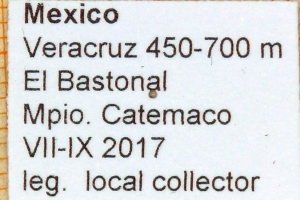 Mexico
Veracruz 450-700 m
El Bastonal
Mpio. Catemaco
VII-IX 2017
leg. local collector